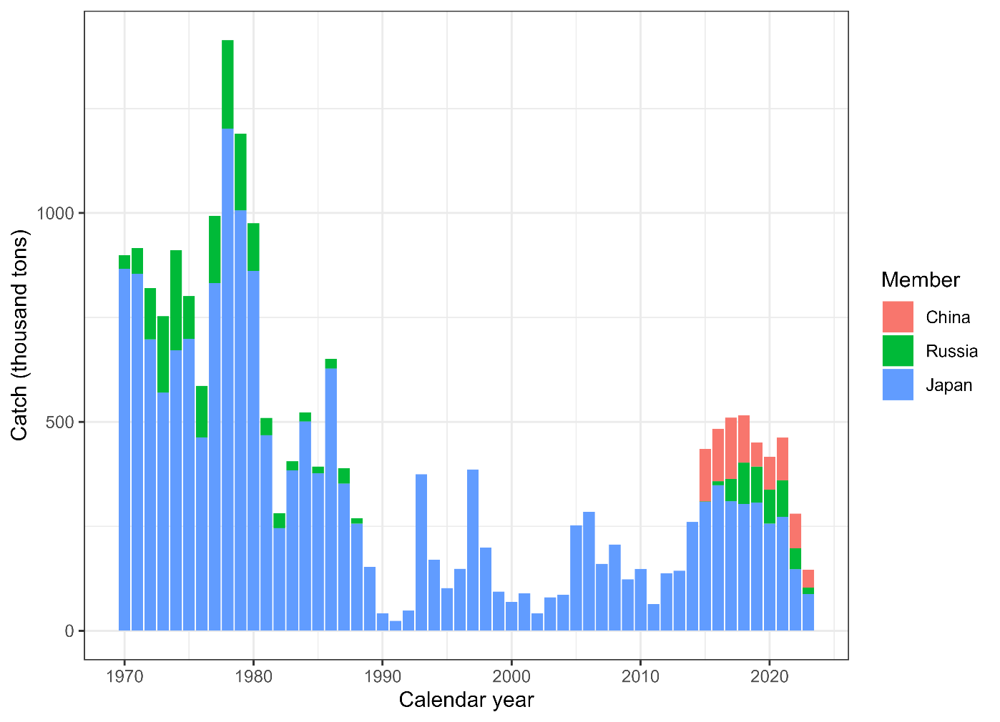 Catch (thousand tons)
1000
500
0
1970 1980 1990 2000 2010 2020
Calendar year
Member
China
Russia
Japan